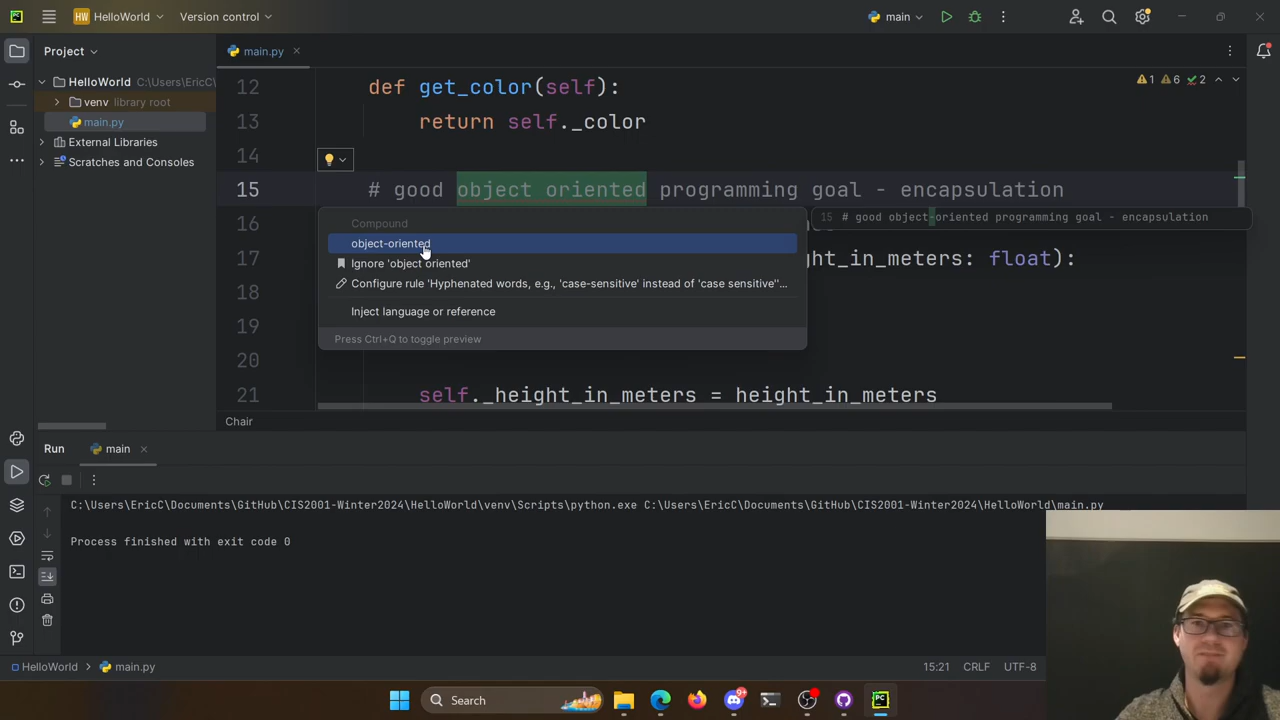 HW HelloWorld Version control main
Project
main.py
HelloWorld C:\Users\EricC\
venv library root
main.py
External Libraries
Scratches and Consoles
12 def get_color(self):
13 return self._color
14
15 # good object oriented programming goal - encapsulation
1 6 2
16
17 ght_in_meters: float):
18
19
20
21 self._height_in_meters = height_in_meters
Compound
object-oriented
Ignore 'object oriented'
Configure rule 'Hyphenated words, e.g., 'case-sensitive' instead of 'case sensitive''...
Inject language or reference
Press Ctrl+Q to toggle preview
15 # good object-oriented programming goal - encapsulation
Chair
Run main
C:\Users\EricC\Documents\GitHub\CIS2001-Winter2024\HelloWorld\venv\Scripts\python.exe C:\Users\EricC\Documents\GitHub\CIS2001-Winter2024\HelloWorld\main.py
Process finished with exit code 0
HelloWorld main.py 15:21 CRLF UTF-8
Search
PC